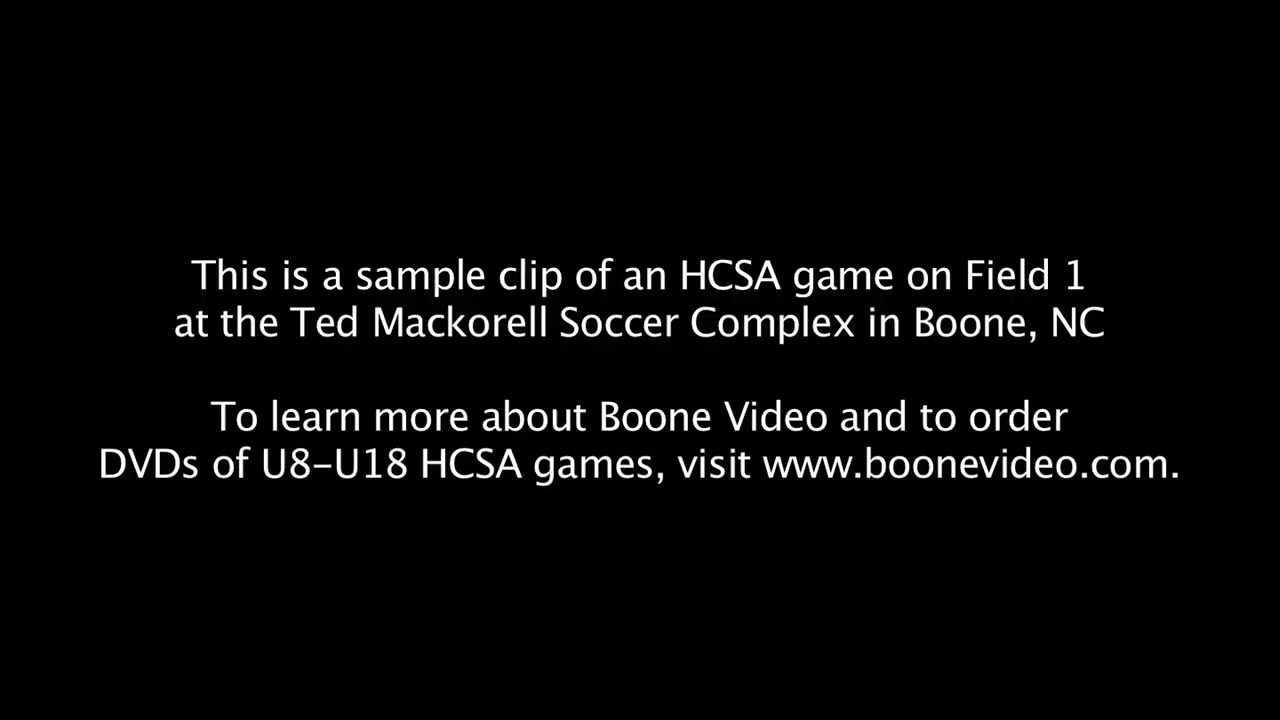 This is a sample clip of an HCSA game on Field 1
at the Ted Mackorell Soccer Complex in Boone, NC
To learn more about Boone Video and to order
DVDs of U8-U18 HCSA games, visit www.boonevideo.com.